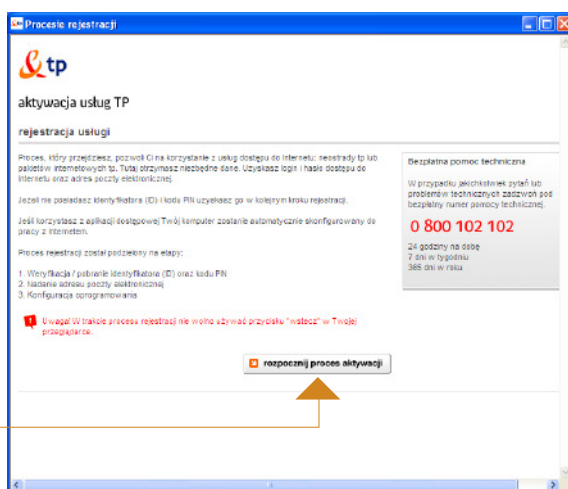 Procesie rejestracji
tp
aktywacja usług TP
rejestracja usługi
Proces, który przejdziesz, pozwoli Ci na korzystanie z usług dostępu do Internetu: neostrady tp lub
pakietów internetowych tp. Tutaj otrzymasz niezbędne dane. Uzyskasz login i hasło dostępu do
Internetu oraz adres poczty elektronicznej.
Jeżeli nie posiadasz identyfikatora (ID) i kodu PIN uzyskasz go w kolejnym kroku rejestracji.
Jeśli korzystasz z aplikacji dostępowej Twój komputer zostanie automatycznie skonfigurowany do
pracy z Internetem.
Proces rejestracji został podzielony na etapy:
1. Weryfikacja / pobranie identyfikatora (ID) oraz kodu PIN
2. Nadanie adresu poczty elektronicznej
3. Konfiguracja oprogramowania
! Uwaga! W trakcie procesu rejestracji nie wolno używać przycisku "wstecz" w Twojej
przeglądarce.
rozpocznij proces aktywacji
Bezpłatna pomoc techniczna
W przypadku jakichkolwiek pytań lub
problemów technicznych zadzwoń pod
bezpłatny numer pomocy technicznej.
0 800 102 102
24 godziny na dobę
7 dni w tygodniu
365 dni w roku